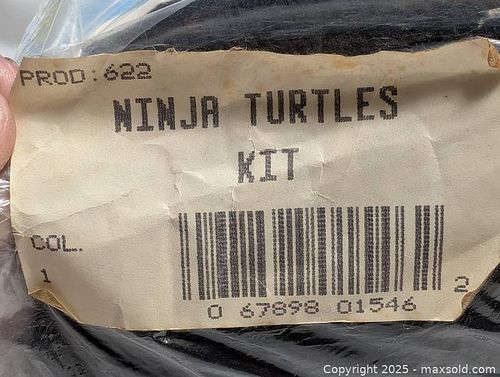 PROD:622
NINJA TURTLES
KIT
COL.
1
0 67898 01546 2
Copyright 2025 - maxsold.com